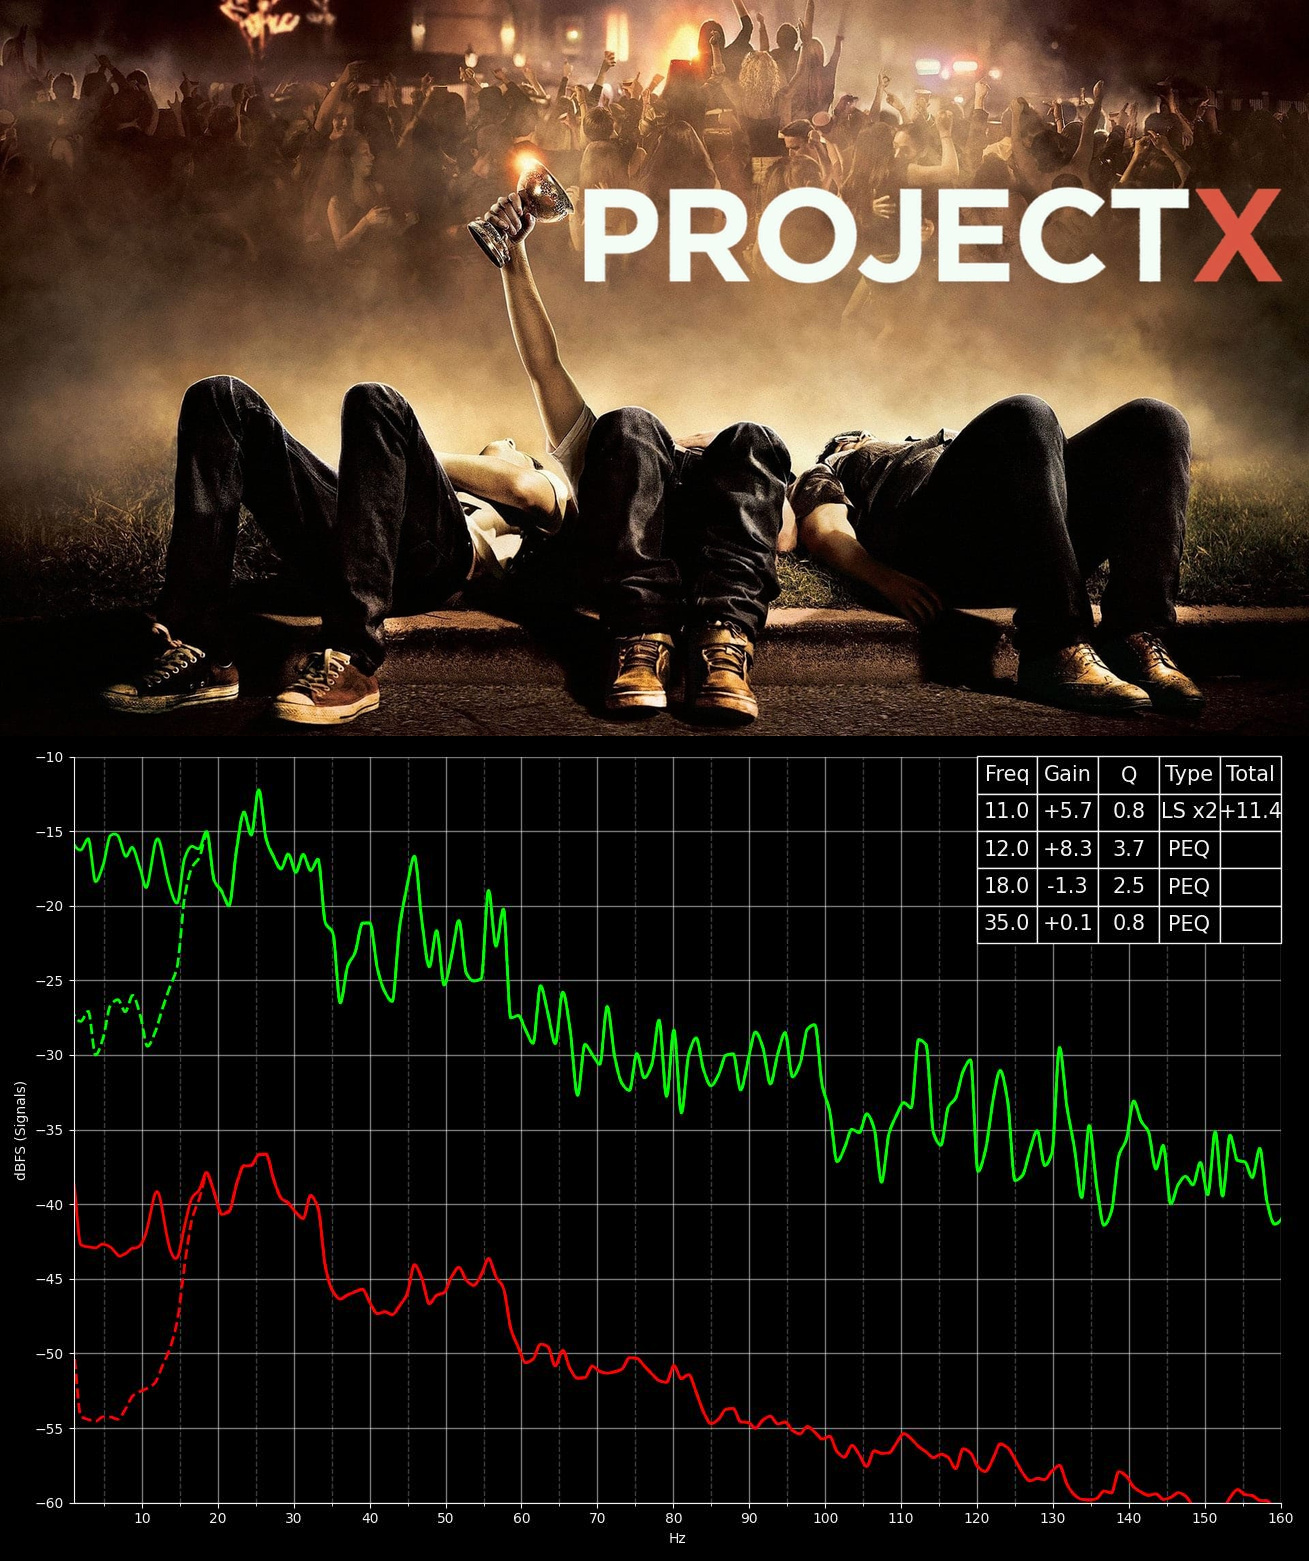 PROJECTX
Freq Gain Q Type Total
11.0 +5.7 0.8 LS x2 +11.4
12.0 +8.3 3.7 PEQ
18.0 -1.3 2.5 PEQ
35.0 +0.1 0.8 PEQ
−10
−15
−20
−25
−30
−35
−40
−45
−50
−55
−60
dBFS (Signals)
10 20 30 40 50 60 70 80 90 100 110 120 130 140 150 160
Hz